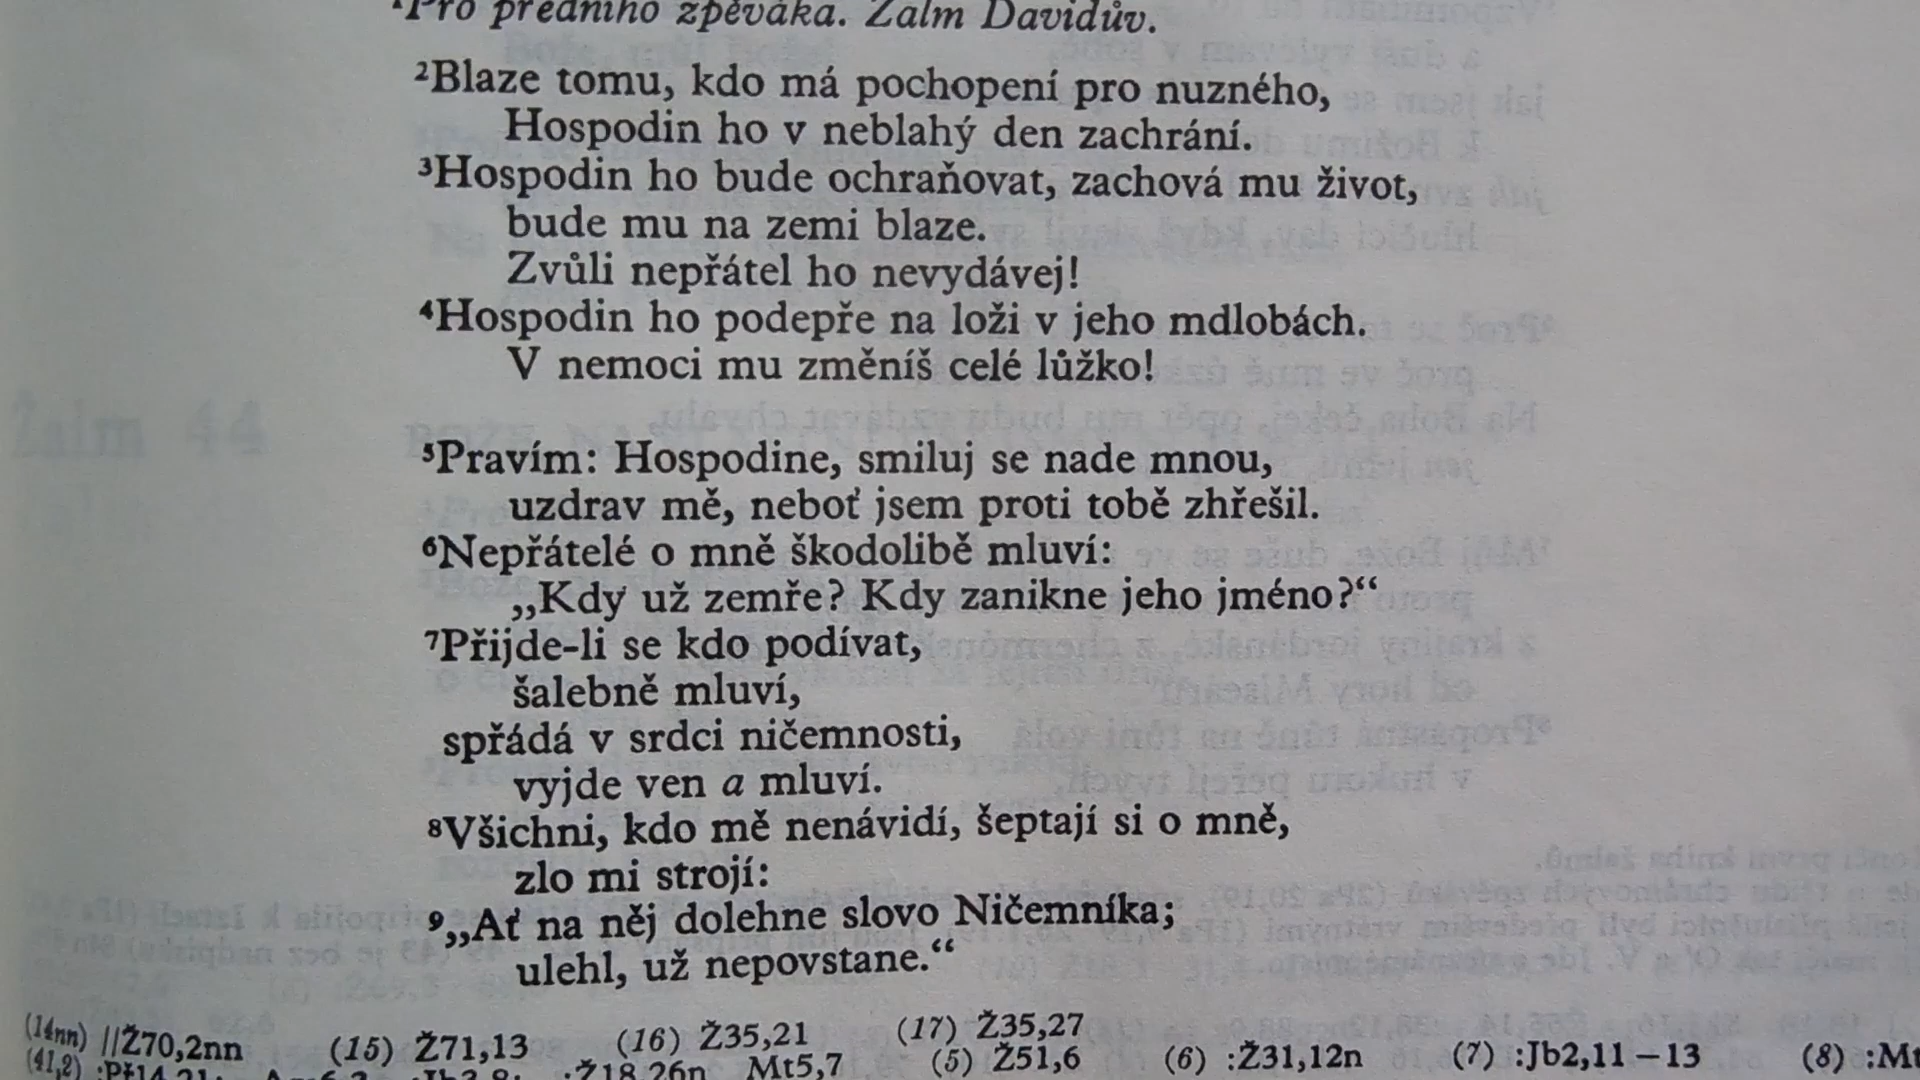 ¹Pro předního zpěváka. Žalm Davidův.
²Blaze tomu, kdo má pochopení pro nuzného,
Hospodin ho v neblahý den zachrání.
³Hospodin ho bude ochraňovat, zachová mu život,
bude mu na zemi blaze.
Zvůli nepřátel ho nevydávej!
⁴Hospodin ho podepře na loži v jeho mdlobách.
V nemoci mu změníš celé lůžko!
⁵Pravím: Hospodine, smiluj se nade mnou,
uzdrav mě, neboť jsem proti tobě zhřešil.
⁶Nepřátelé o mně škodolibě mluví:
„Kdy už zemře? Kdy zanikne jeho jméno?“
⁷Přijde-li se kdo podívat,
šalebně mluví,
spřádá v srdci ničemnosti,
vyjde ven a mluví.
⁸Všichni, kdo mě nenávidí, šeptají si o mně,
zlo mi strojí:
⁹„Ať na něj dolehne slovo Ničemníka;
ulehl, už nepovstane.“
(14nn) //Ž70,2nn (15) Ž71,13 (16) Ž35,21 (17) Ž35,27
(41,2) :Př14,21; :Ž18,26n Mt5,7 (5) Ž51,6 (6) :Ž31,12n (7) :Jb2,11–13 (8) :Mt
Žalm 44